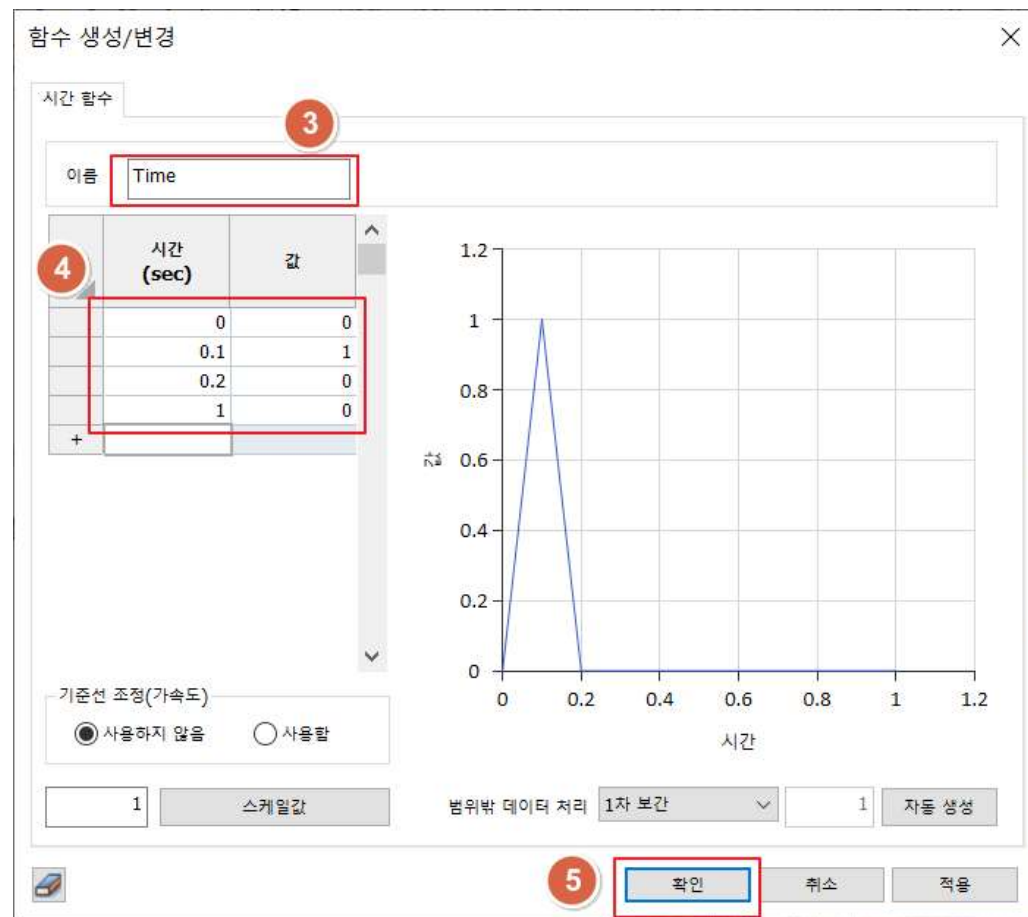 함수 생성/변경
시간 함수
3
이름 Time
4
시간 (sec) 값
0 0
0.1 1
0.2 0
1 0
+
1.2
1
0.8
0.6
0.4
0.2
0
값
0 0.2 0.4 0.6 0.8 1 1.2
시간
기준선 조정(가속도)
사용하지 않음 사용함
1 스케일값 범위밖 데이터 처리 1차 보간 1 자동 생성
5
확인 취소 적용